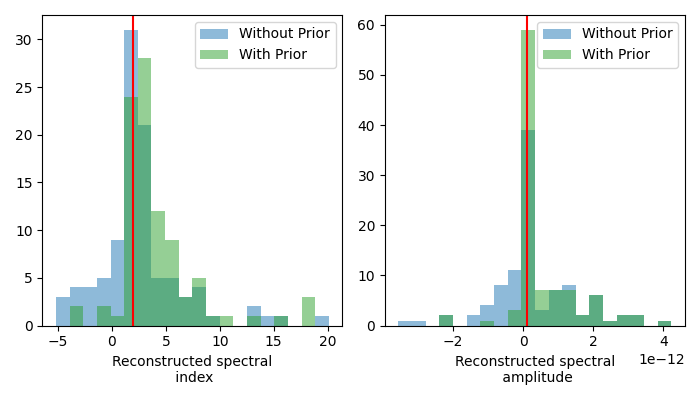 Without Prior
With Prior
30
25
20
15
10
5
0
−5
0
5
10
15
20
Reconstructed spectral
index
Without Prior
With Prior
60
50
40
30
20
10
0
−2
0
2
4
1e−12
Reconstructed spectral
amplitude